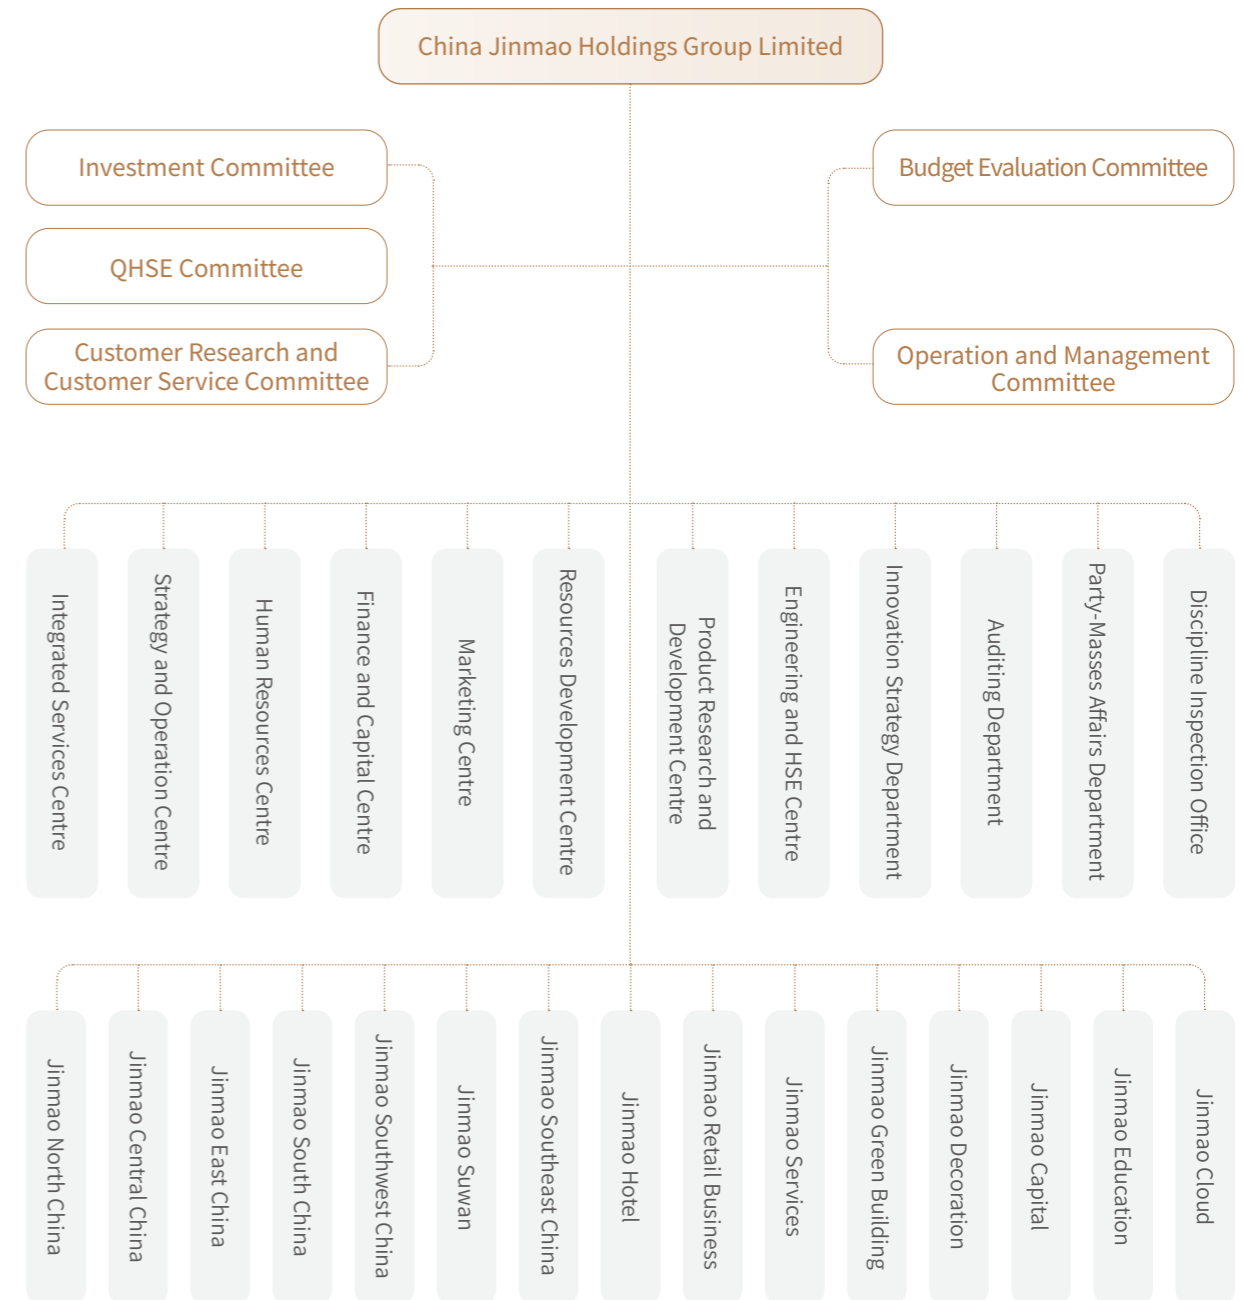 China Jinmao Holdings Group Limited
Investment Committee
Budget Evaluation Committee
QHSE Committee
Customer Research and
Customer Service Committee
Operation and Management
Committee
Integrated Services Centre
Strategy and Operation Centre
Human Resources Centre
Finance and Capital Centre
Marketing Centre
Resources Development Centre
Product Research and
Development Centre
Engineering and HSE Centre
Innovation Strategy Department
Auditing Department
Party-Masses Affairs Department
Discipline Inspection Office
Jinmao North China
Jinmao Central China
Jinmao East China
Jinmao South China
Jinmao Southwest China
Jinmao Suwan
Jinmao Southeast China
Jinmao Hotel
Jinmao Retail Business
Jinmao Services
Jinmao Green Building
Jinmao Decoration
Jinmao Capital
Jinmao Education
Jinmao Cloud